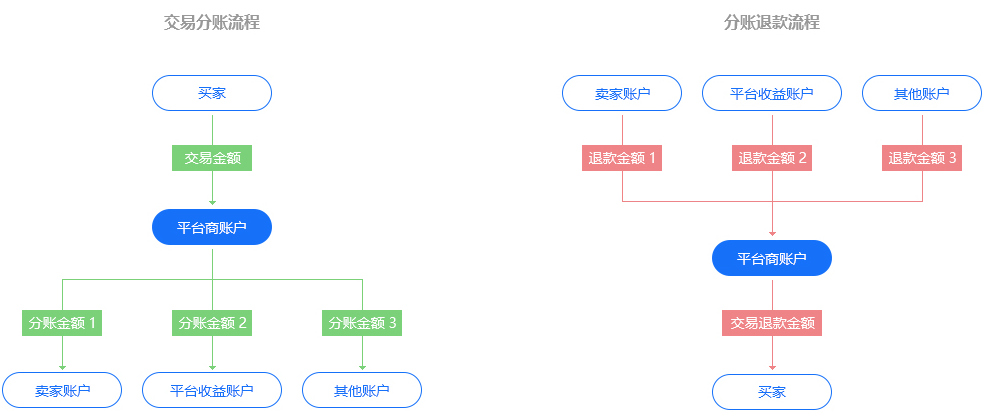 交易分账流程
买家
交易金额
平台商账户
分账金额 1
分账金额 2
分账金额 3
卖家账户
平台收益账户
其他账户
分账退款流程
卖家账户
平台收益账户
其他账户
退款金额 1
退款金额 2
退款金额 3
平台商账户
交易退款金额
买家